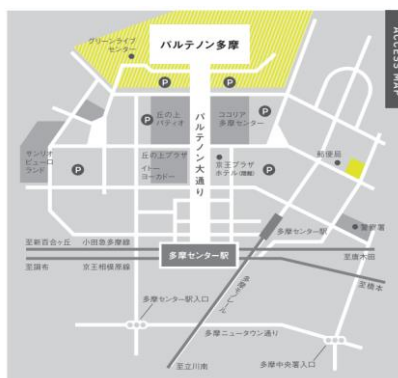 ACCESS MAP
グリーンライブ
センター
パルテノン多摩
P
P
P
P
P
P
丘の上
パティオ
パルテノン大通り
ココリア
多摩センター
サンリオ
ピューロ
ランド
丘の上プラザ
イトー
ヨーカドー
京王プラザ
ホテル(閉館)
郵便局
多摩センター駅
警察署
至新百合ヶ丘 小田急多摩線
至唐木田
多摩センター駅
至調布 京王相模原線
至橋本
多摩モノレール
多摩センター駅入口
多摩ニュータウン通り
多摩中央署入口
至立川南